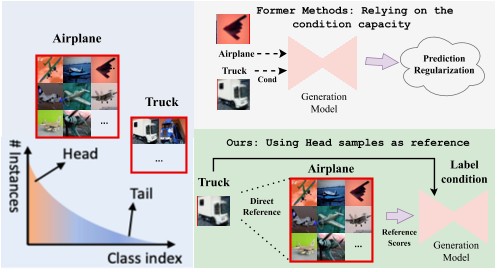 Airplane
Truck
...
...
# Instances
Head
Tail
Class index
Former Methods: Relying on the
condition capacity
Airplane
Truck
Cond
Generation
Model
Prediction
Regularization
Ours: Using Head samples as reference
Airplane
Label
condition
Truck
Direct
Reference
...
Reference
Scores
Generation
Model